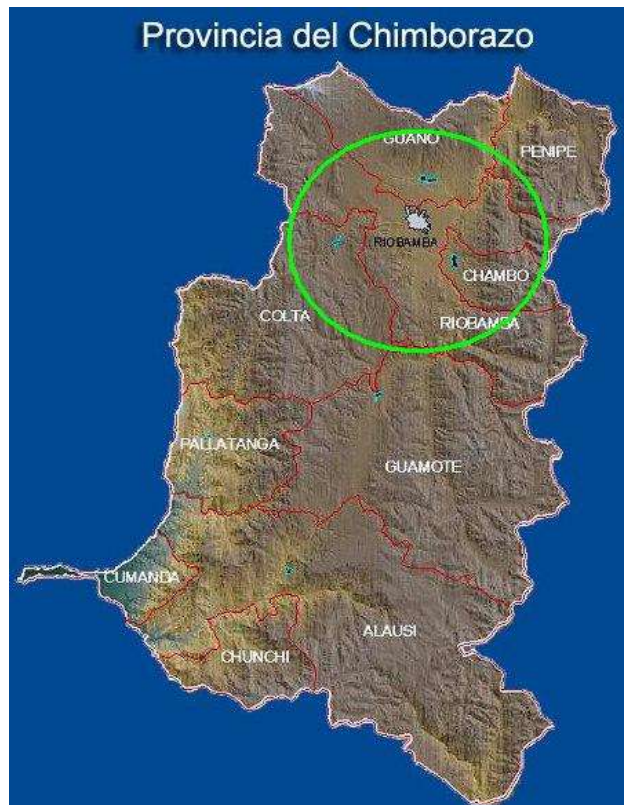 Provincia del Chimborazo
GUANO
PENIPE
RIOBAMBA
CHAMBO
COLTA
RIOBAMBA
PALLATANGA
GUAMOTE
CUMANDA
ALAUSI
CHUNCHI